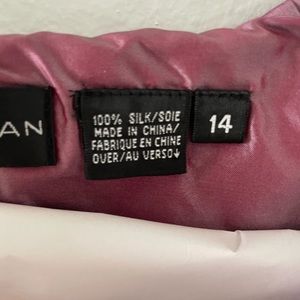 AN
100% SILK/SOIE
MADE IN CHINA/
FABRIQUE EN CHINE
OVER/AU VERSO↓
14